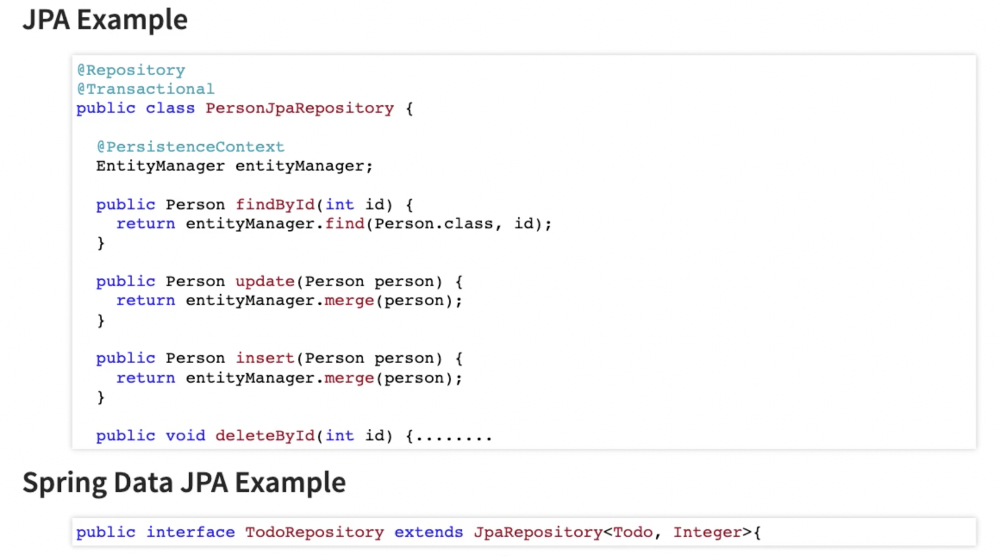 JPA Example
@Repository
@Transactional
public class PersonJpaRepository {
@PersistenceContext
EntityManager entityManager;
public Person findById(int id) {
return entityManager.find(Person.class, id);
}
public Person update(Person person) {
return entityManager.merge(person);
}
public Person insert(Person person) {
return entityManager.merge(person);
}
public void deleteById(int id) {........
Spring Data JPA Example
public interface TodoRepository extends JpaRepository<Todo, Integer>{